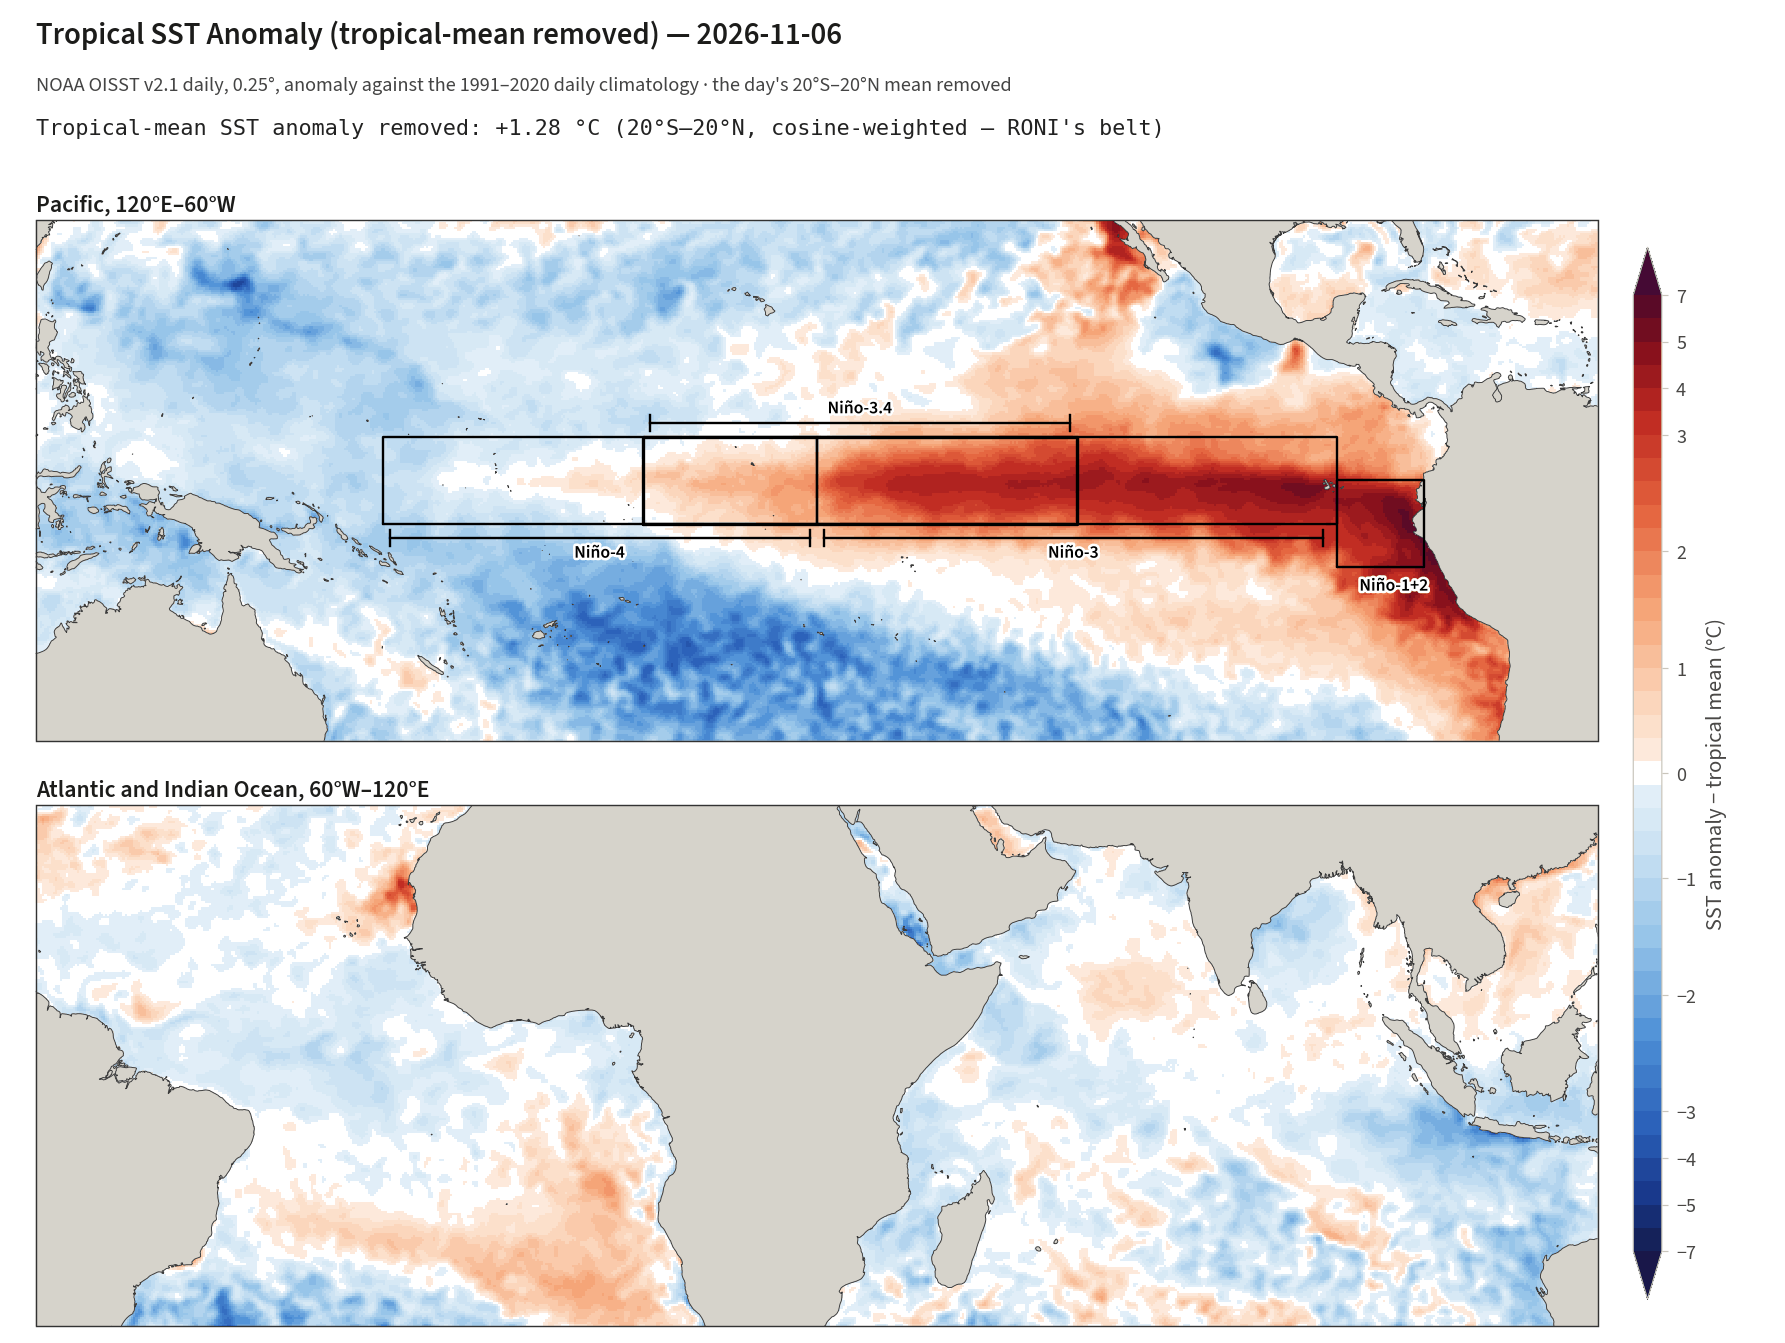 Tropical SST Anomaly (tropical-mean removed) — 2026-11-06
NOAA OISST v2.1 daily, 0.25°, anomaly against the 1991–2020 daily climatology · the day's 20°S–20°N mean removed
Tropical-mean SST anomaly removed: +1.28 °C (20°S–20°N, cosine-weighted — RONI's belt)
Pacific, 120°E–60°W
Niño-3.4
Niño-4
Niño-3
Niño-1+2
Atlantic and Indian Ocean, 60°W–120°E
7
5
4
3
2
1
0
−1
−2
−3
−4
−5
−7
SST anomaly − tropical mean (°C)